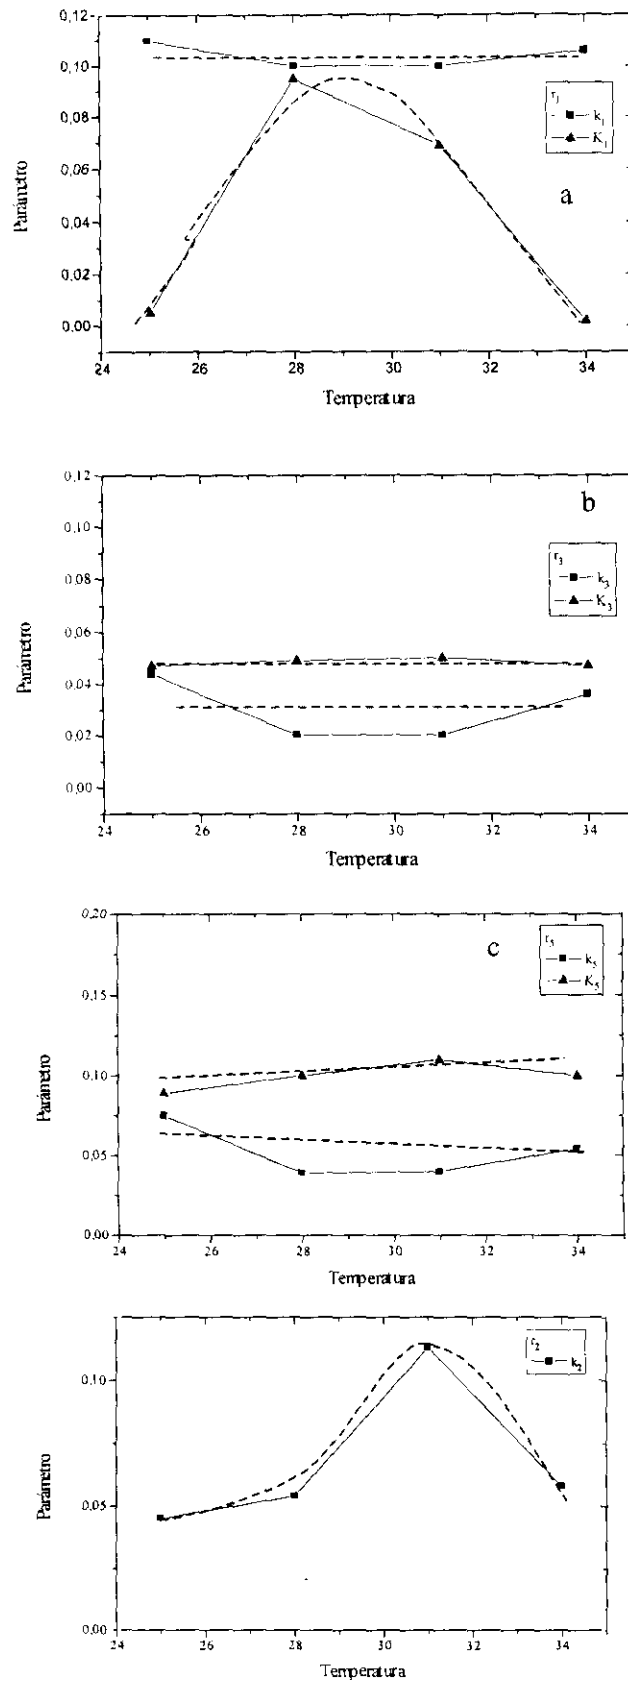 0,12
0,10
0,08
0,06
0,04
0,02
0.00
Parámetro
r1
k1
K1
a
24 26 28 30 32 34
Temperatura
0,12
0,10
0,08
0,06
0,04
0,02
0,00
Parámetro
b
r3
k3
K3
24 26 28 30 32 34
Temperatura
0,20
0,15
0,10
0,05
0,00
Parámetro
c
r5
k5
K5
24 26 28 30 32 34
Temperatura
0,10
0,05
0,00
Parámetro
r2
k2
24 26 28 30 32 34
Temperatura